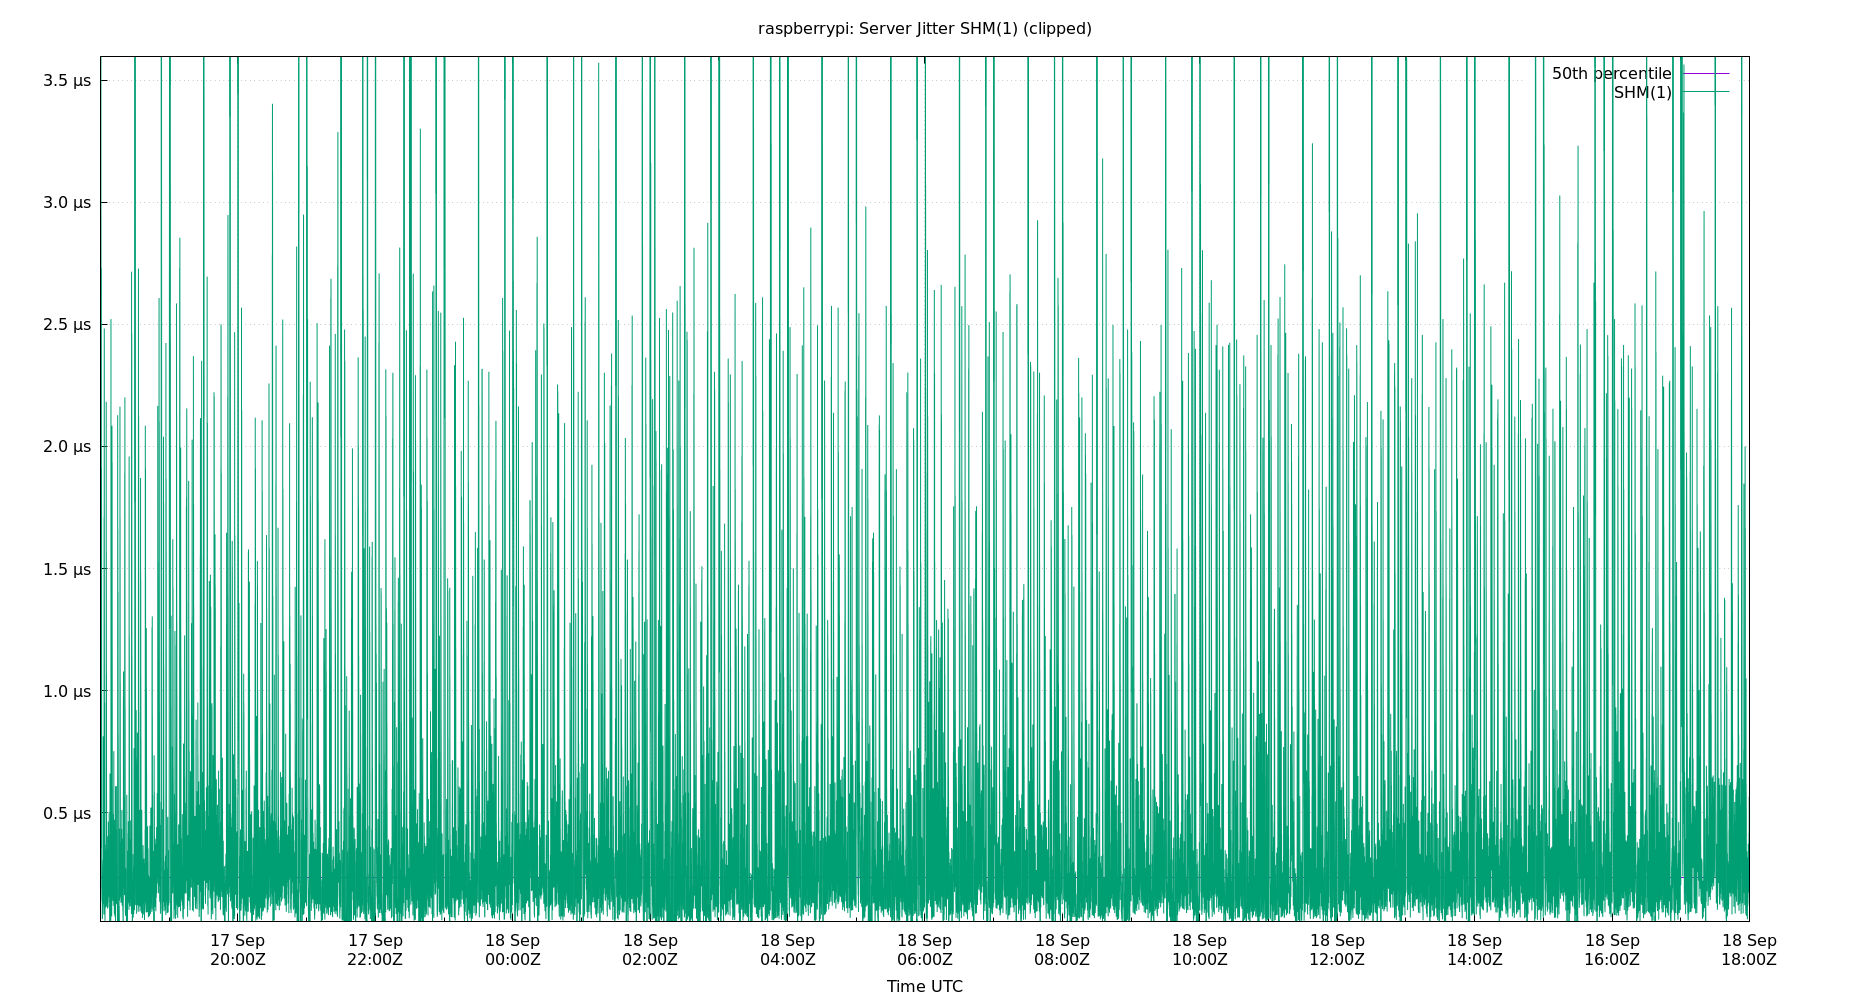 raspberrypi: Server Jitter SHM(1) (clipped)
3.5 µs
3.0 µs
2.5 µs
2.0 µs
1.5 µs
1.0 µs
0.5 µs
50th percentile
SHM(1)
17 Sep 17 Sep 18 Sep 18 Sep 18 Sep 18 Sep 18 Sep 18 Sep 18 Sep 18 Sep 18 Sep 18 Sep
20:00Z 22:00Z 00:00Z 02:00Z 04:00Z 06:00Z 08:00Z 10:00Z 12:00Z 14:00Z 16:00Z 18:00Z
Time UTC